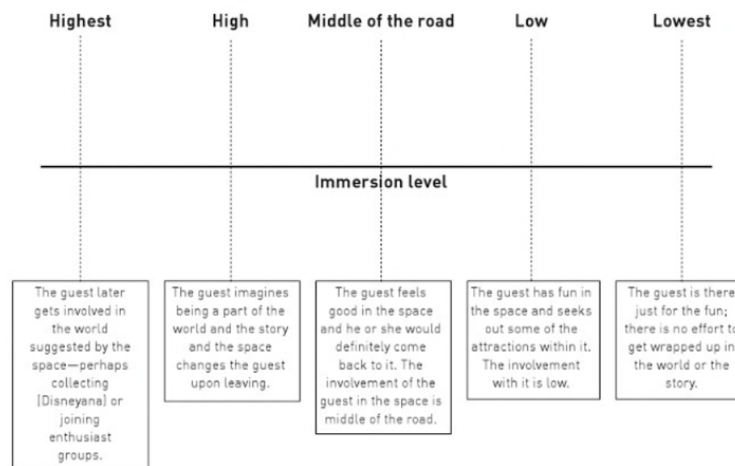 Highest
High
Middle of the road
Low
Lowest
Immersion level
The guest later
gets involved in
the world
suggested by the
space—perhaps
collecting
(Disneyana) or
joining
enthusiast
groups.
The guest imagines
being a part of the
world and the story
and the space
changes the guest
upon leaving.
The guest feels
good in the space
and he or she would
definitely come
back to it. The
involvement of the
guest in the space is
middle of the road.
The guest has fun in
the space and seeks
out some of the
attractions within it.
The involvement
with it is low.
The guest is there
just for the fun;
there is no effort to
get wrapped up in
the world or the
story.